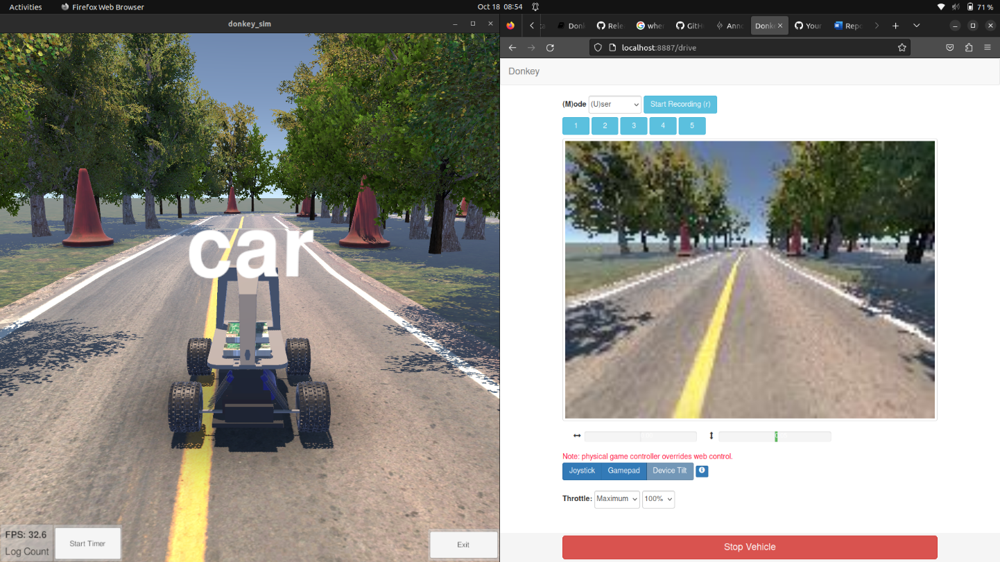 Activities Firefox Web Browser Oct 18 08:54 71 %
donkey_sim
Donk Rele wher GitH Anno Donke Your Repo
localhost:8887/drive
Donkey
(M)ode (U)ser Start Recording (r)
1 2 3 4 5
car
Note: physical game controller overrides web control.
Joystick Gamepad Device Tilt
Throttle: Maximum 100%
FPS: 32.6
Log Count
Start Timer
Exit
Stop Vehicle